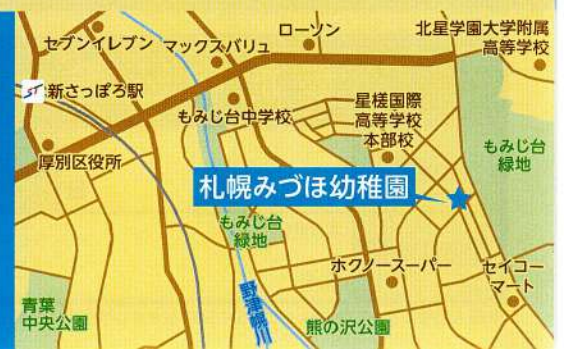 ローソン
北星学園大学附属
高等学校
セブンイレブン
マックスバリュ
ST
新さっぽろ駅
もみじ台中学校
星槎国際
高等学校
本部校
もみじ台
緑地
厚別区役所
札幌みづほ幼稚園
もみじ台
緑地
ホクノースーパー
セイコー
マート
野津幌川
青葉
中央公園
熊の沢公園